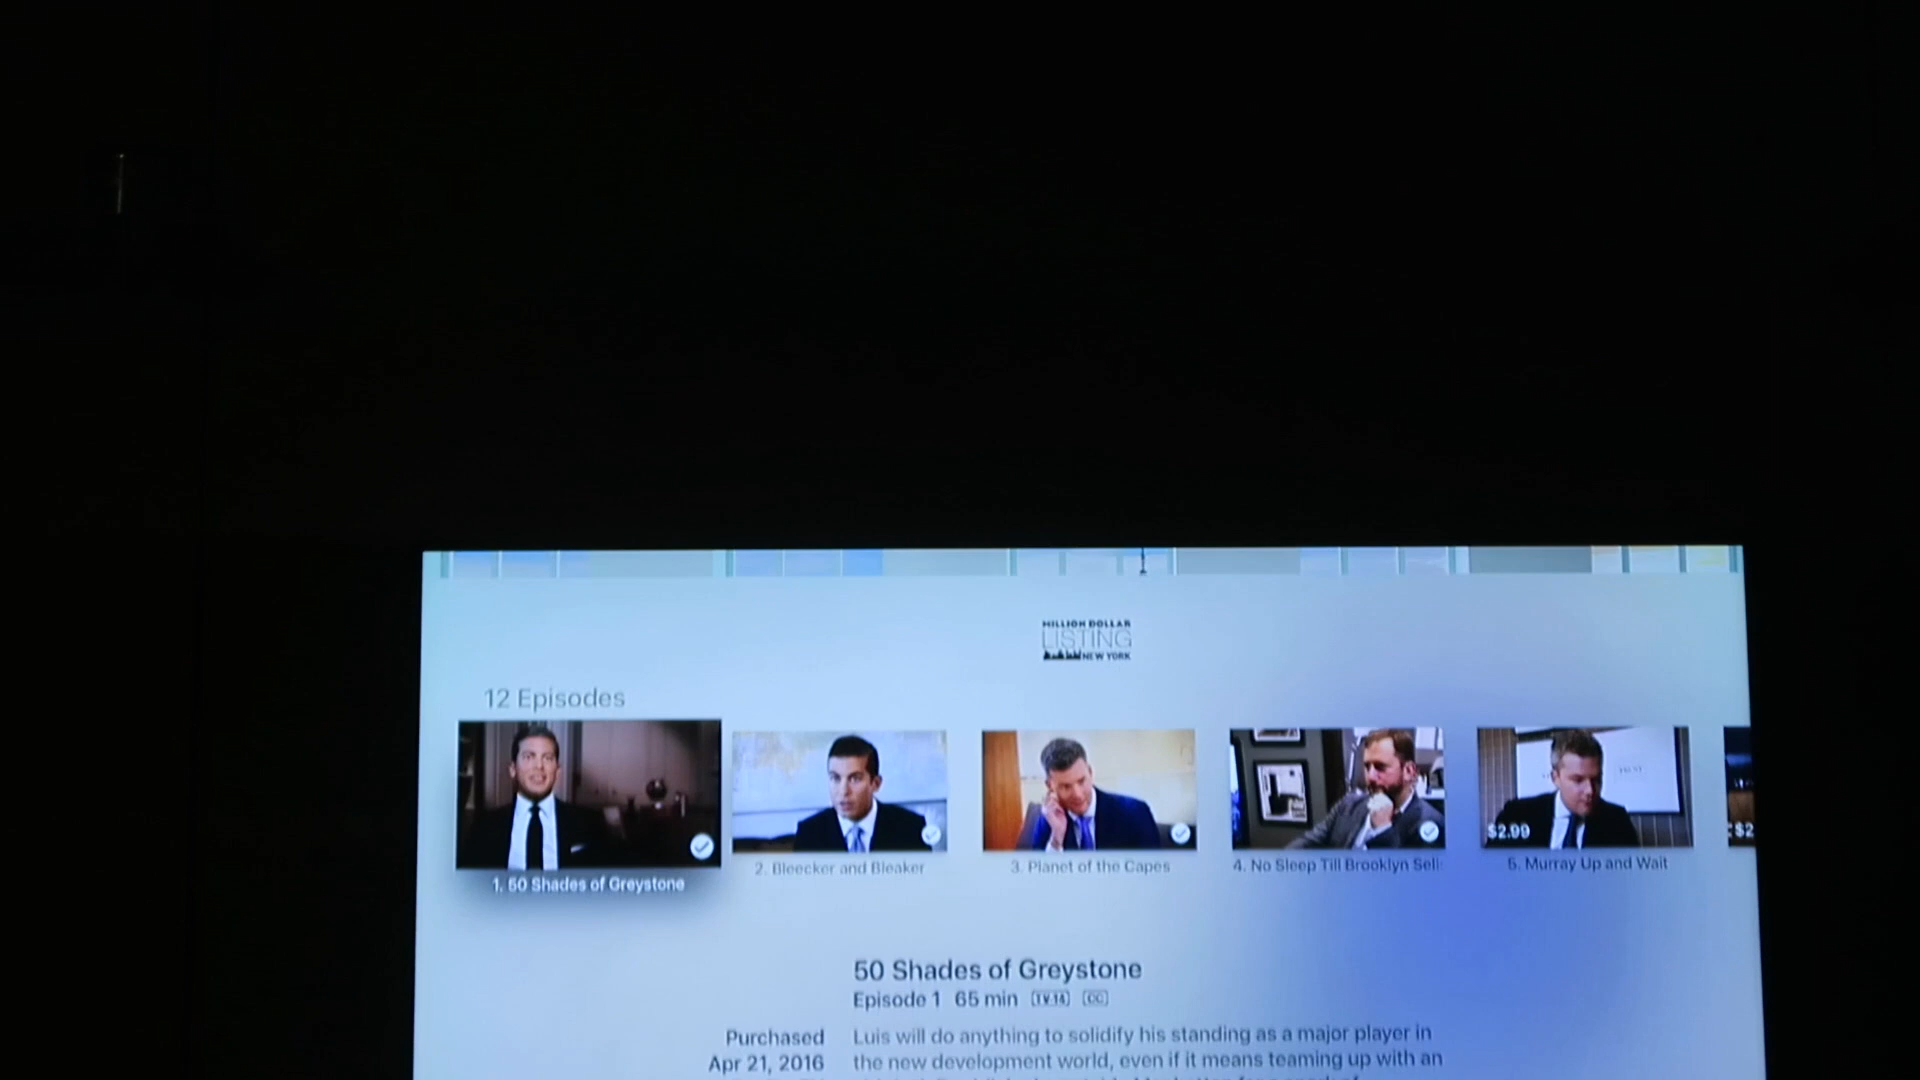 MILLION DOLLAR
LISTING
NEW YORK
12 Episodes
$2.99
$2
1. 50 Shades of Greystone
2. Bleecker and Bleaker
3. Planet of the Capes
4. No Sleep Till Brooklyn Sell
5. Murray Up and Wait
50 Shades of Greystone
Episode 1 65 min TV-14 CC
Purchased
Apr 21, 2016
Luis will do anything to solidify his standing as a major player in
the new development world, even if it means teaming up with an